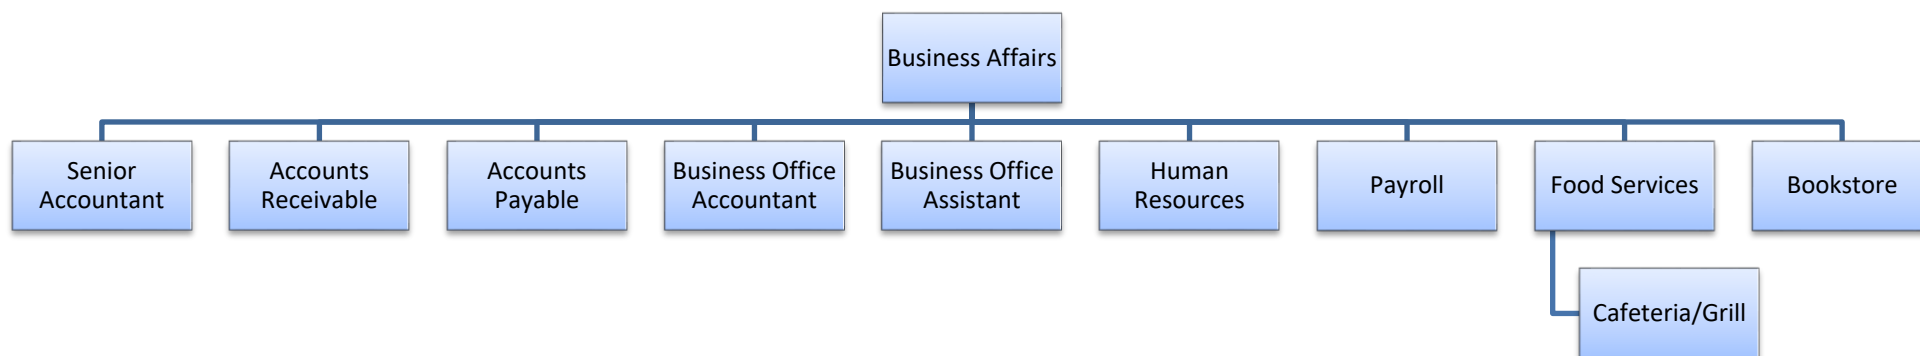 Business Affairs
Senior
Accountant
Accounts
Receivable
Accounts
Payable
Business Office
Accountant
Business Office
Assistant
Human
Resources
Payroll
Food Services
Bookstore
Cafeteria/Grill